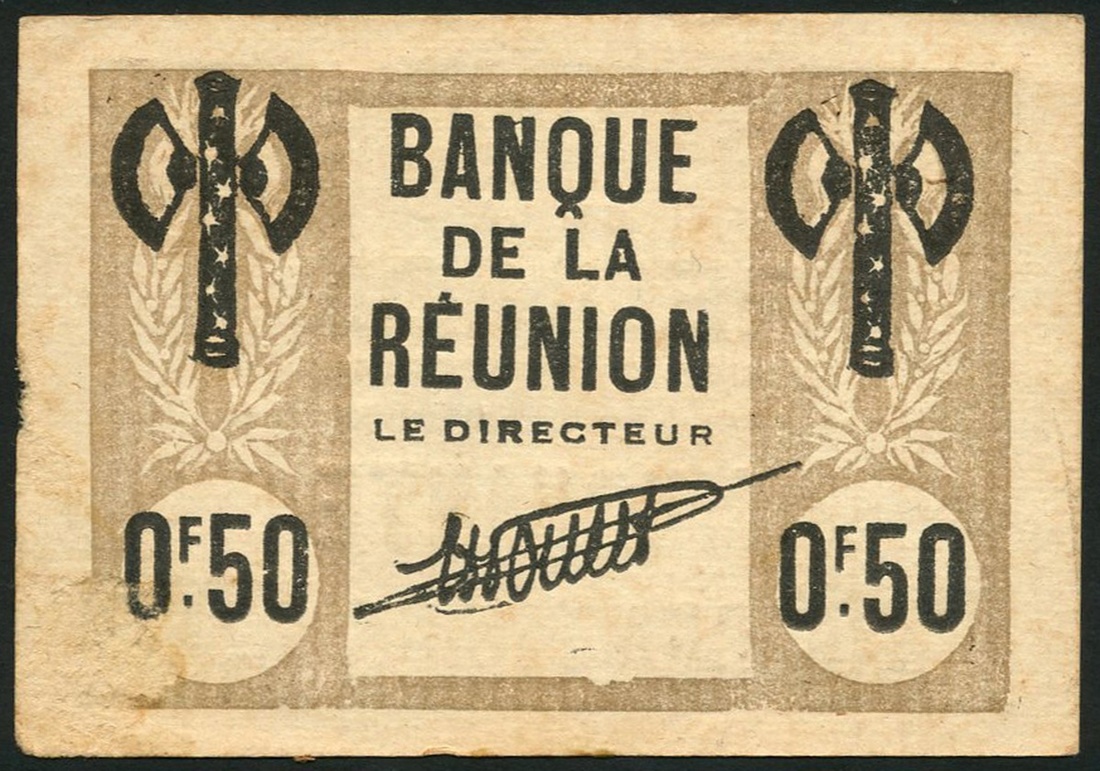 BANQUE
DE LA
RÉUNION
LE DIRECTEUR
0F.50
0F.50